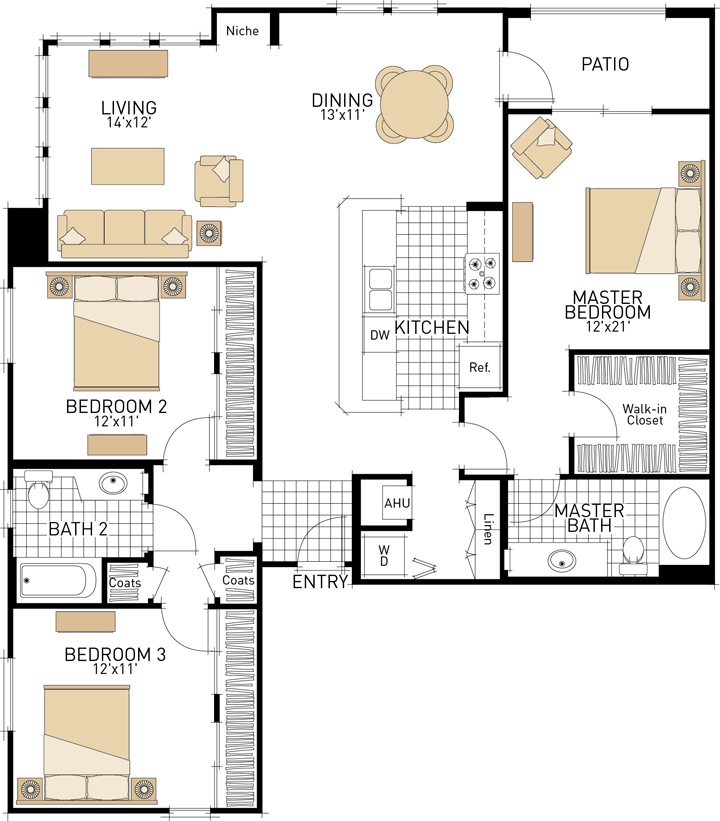 Niche
PATIO
LIVING
14'x12'
DINING
13'x11'
MASTER
BEDROOM
12'x21'
DW
KITCHEN
Ref.
BEDROOM 2
12'x11'
Walk-in
Closet
AHU
Linen
MASTER
BATH
BATH 2
W
D
Coats
Coats
ENTRY
BEDROOM 3
12'x11'